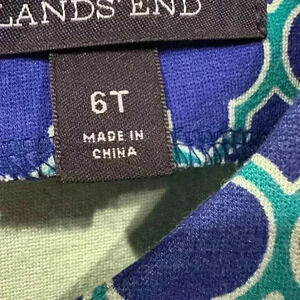 LANDS' END
6T
MADE IN
CHINA